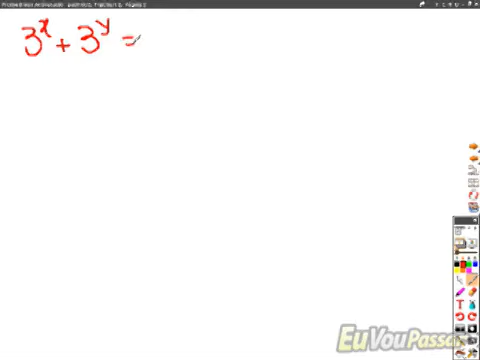 3^x + 3^y =
EuVouPassar